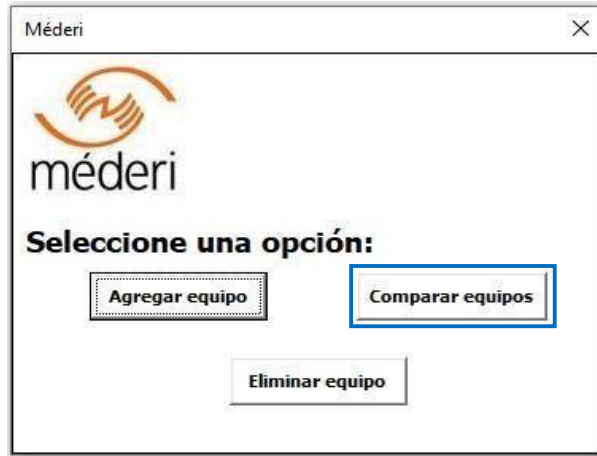 Méderi
méderi
Seleccione una opción:
Agregar equipo
Comparar equipos
Eliminar equipo